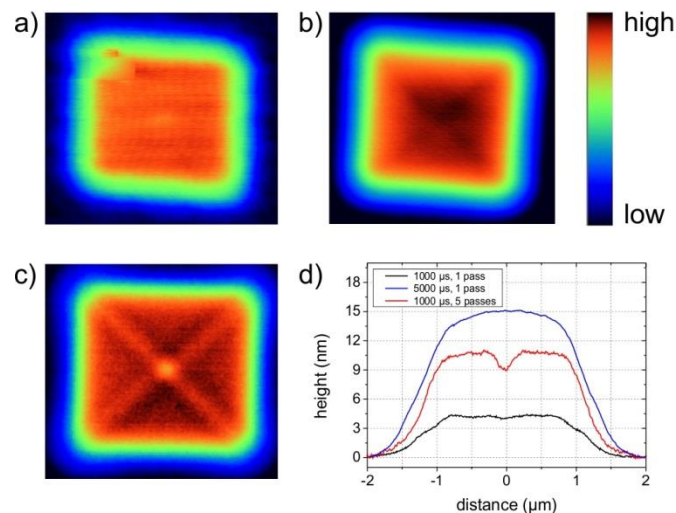 a)
b)
high
low
c)
d)
18
15
12
9
6
3
0
height (nm)
1000 µs, 1 pass
5000 µs, 1 pass
1000 µs, 5 passes
-2
-1
0
1
2
distance (µm)